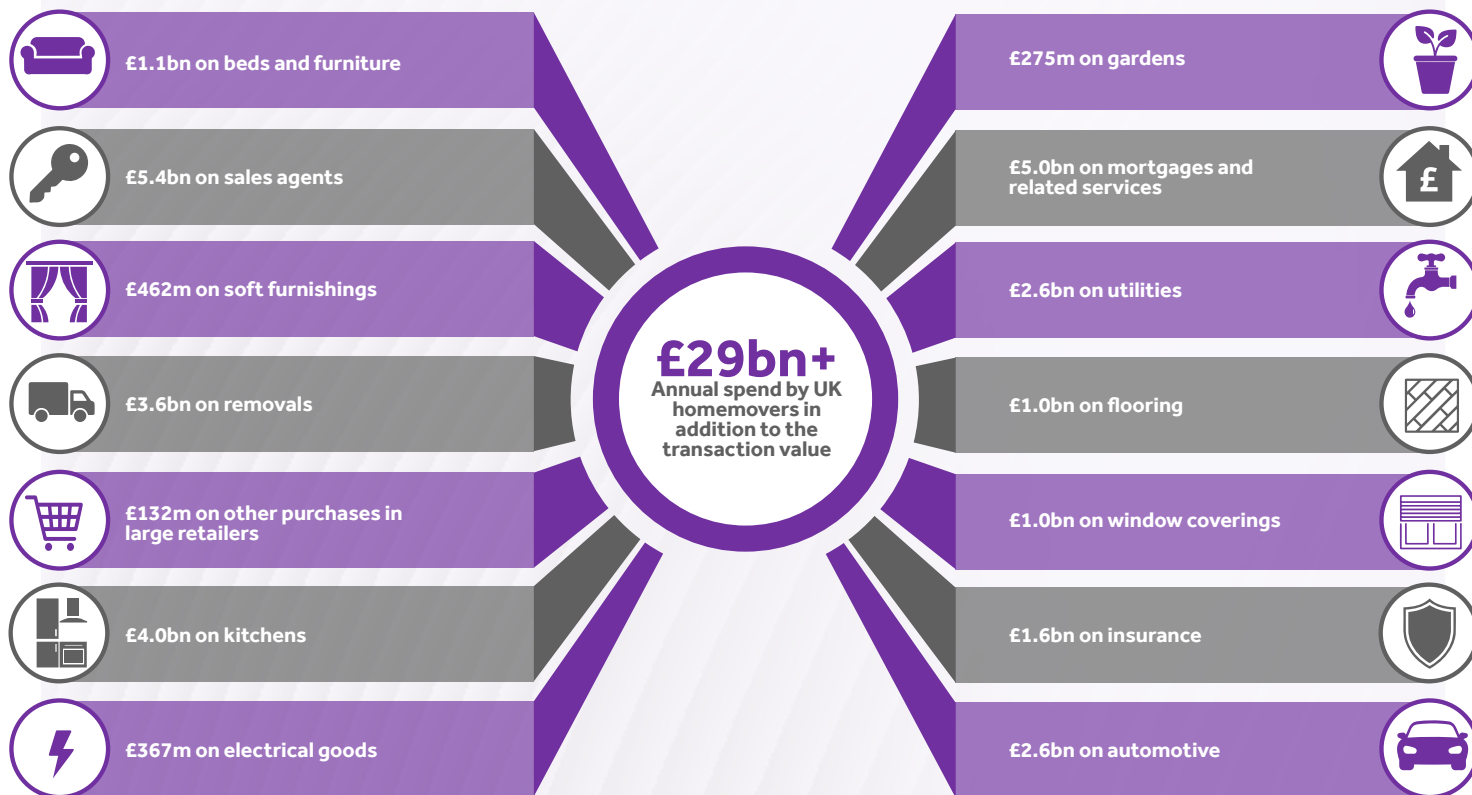 £1.1bn on beds and furniture
£5.4bn on sales agents
£462m on soft furnishings
£3.6bn on removals
£132m on other purchases in
large retailers
£4.0bn on kitchens
£367m on electrical goods
£29bn+
Annual spend by UK
homemovers in
addition to the
transaction value
£275m on gardens
£5.0bn on mortgages and
related services
£
£2.6bn on utilities
£1.0bn on flooring
£1.0bn on window coverings
£1.6bn on insurance
£2.6bn on automotive